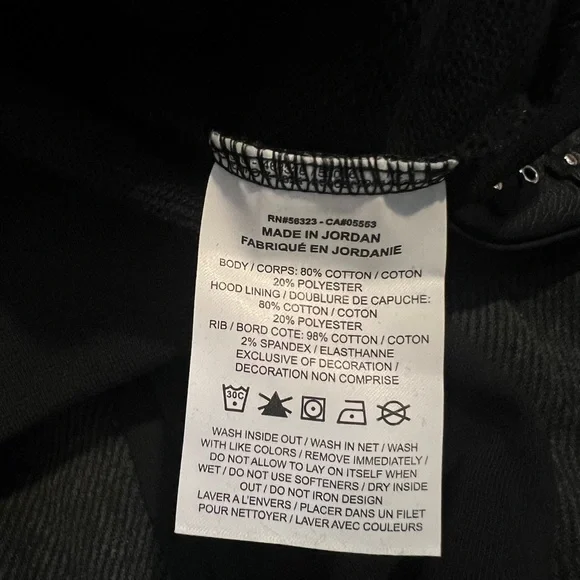 RN#56323 - CA#05553
MADE IN JORDAN
FABRIQUÉ EN JORDANIE
BODY / CORPS: 80% COTTON / COTON
20% POLYESTER
HOOD LINING / DOUBLURE DE CAPUCHE:
80% COTTON / COTON
20% POLYESTER
RIB / BORD COTE: 98% COTTON / COTON
2% SPANDEX / ELASTHANNE
EXCLUSIVE OF DECORATION /
DECORATION NON COMPRISE
30C
WASH INSIDE OUT / WASH IN NET / WASH
WITH LIKE COLORS / REMOVE IMMEDIATELY /
DO NOT ALLOW TO LAY ON ITSELF WHEN
WET / DO NOT USE SOFTENERS / DRY INSIDE
OUT / DO NOT IRON DESIGN
LAVER A L'ENVERS / PLACER DANS UN FILET
POUR NETTOYER / LAVER AVEC COULEURS